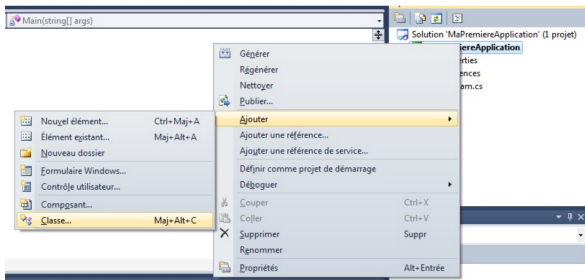 Main(string[] args)
Solution 'MaPremiereApplication' (1 projet)
iereApplication
erties
ences
am.cs
Générer
Régénérer
Nettoyer
Publier...
Ajouter
Ajouter une référence...
Ajouter une référence de service...
Définir comme projet de démarrage
Déboguer
Couper Ctrl+X
Coller Ctrl+V
Supprimer Suppr
Renommer
Propriétés Alt+Entrée
Nouvel élément... Ctrl+Maj+A
Élément existant... Maj+Alt+A
Nouveau dossier
Formulaire Windows...
Contrôle utilisateur...
Composant...
Classe... Maj+Alt+C